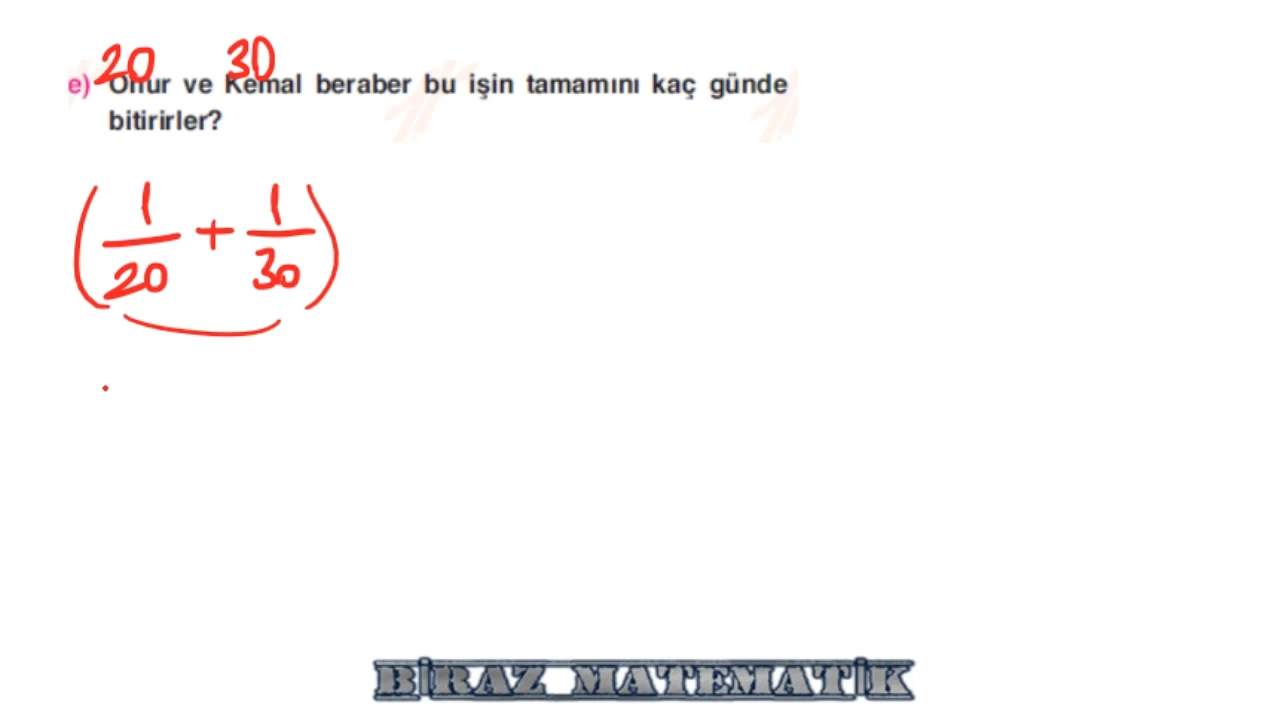 20 30
e) Onur ve Kemal beraber bu işin tamamını kaç günde
bitirirler?
(1/20 + 1/30)
BİRAZ MATEMATİK